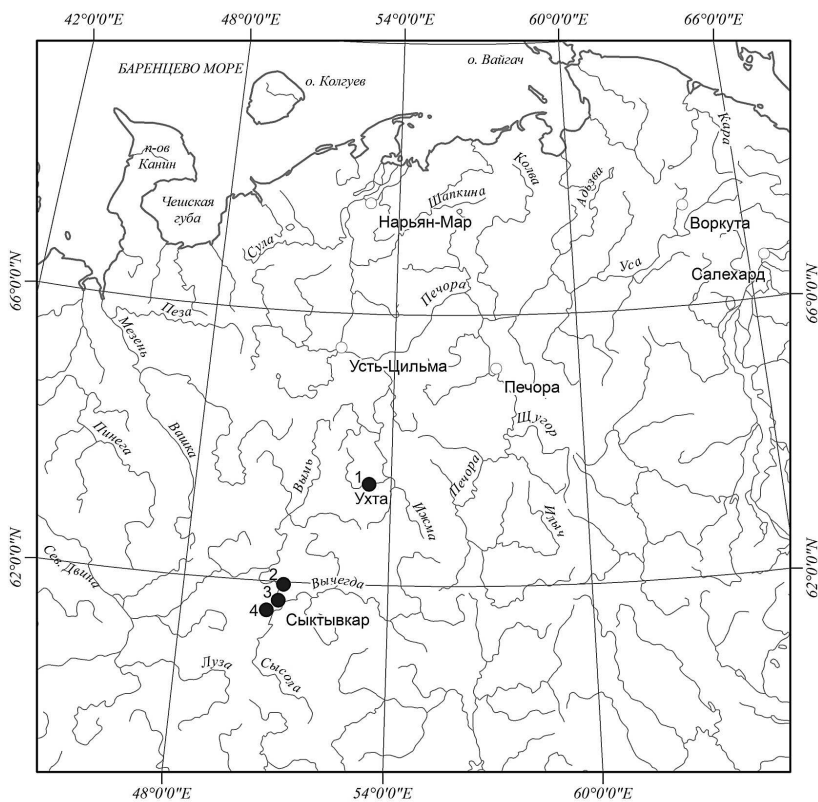 42°0'0"E
48°0'0"E
54°0'0"E
60°0'0"E
66°0'0"E
БАРЕНЦЕВО МОРЕ
о. Колгуев
о. Вайгач
п-ов
Канин
Чешская
губа
Кара
Колва
Адьзва
Шапкина
Нарьян-Мар
Воркута
Сула
Уса
Салехард
66°0'0"N
66°0'0"N
Печора
Пеза
Мезень
Усть-Цильма
Печора
Щугор
Пинега
Вашка
Вымь
1
Ухта
Печора
Ижма
Илыч
62°0'0"N
62°0'0"N
Сев. Двина
2
Вычегда
3
4
Сыктывкар
Луза
Сысола
48°0'0"E
54°0'0"E
60°0'0"E